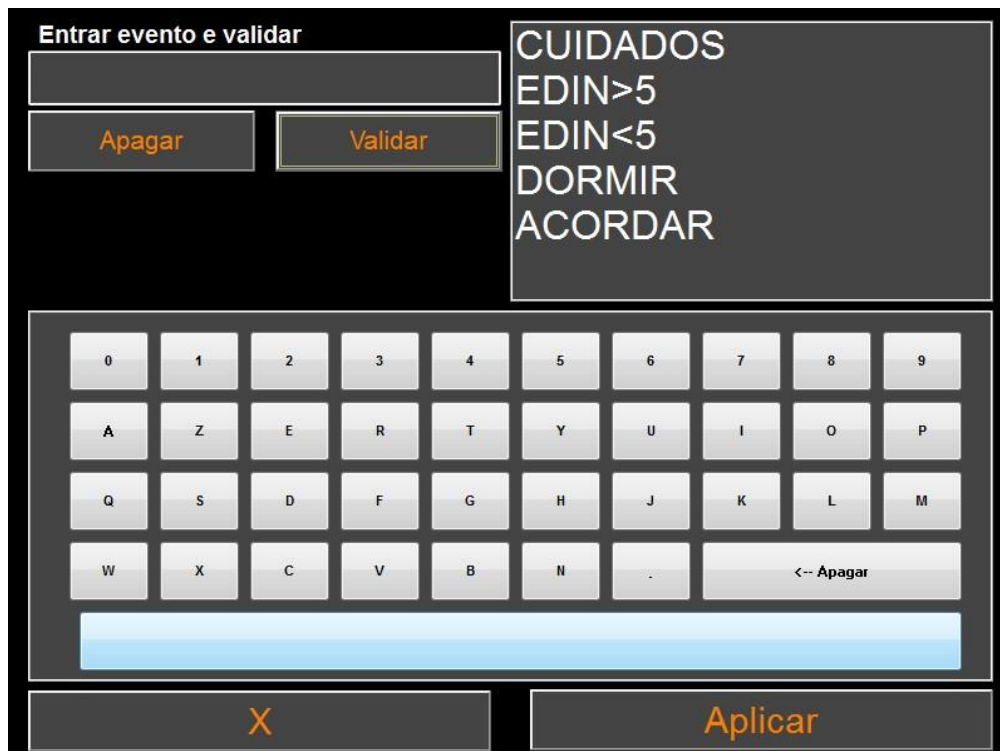 Entrar evento e validar
Apagar Validar
CUIDADOS
EDIN>5
EDIN<5
DORMIR
ACORDAR
0 1 2 3 4 5 6 7 8 9
A Z E R T Y U I O P
Q S D F G H J K L M
W X C V B N . <-- Apagar
X Aplicar